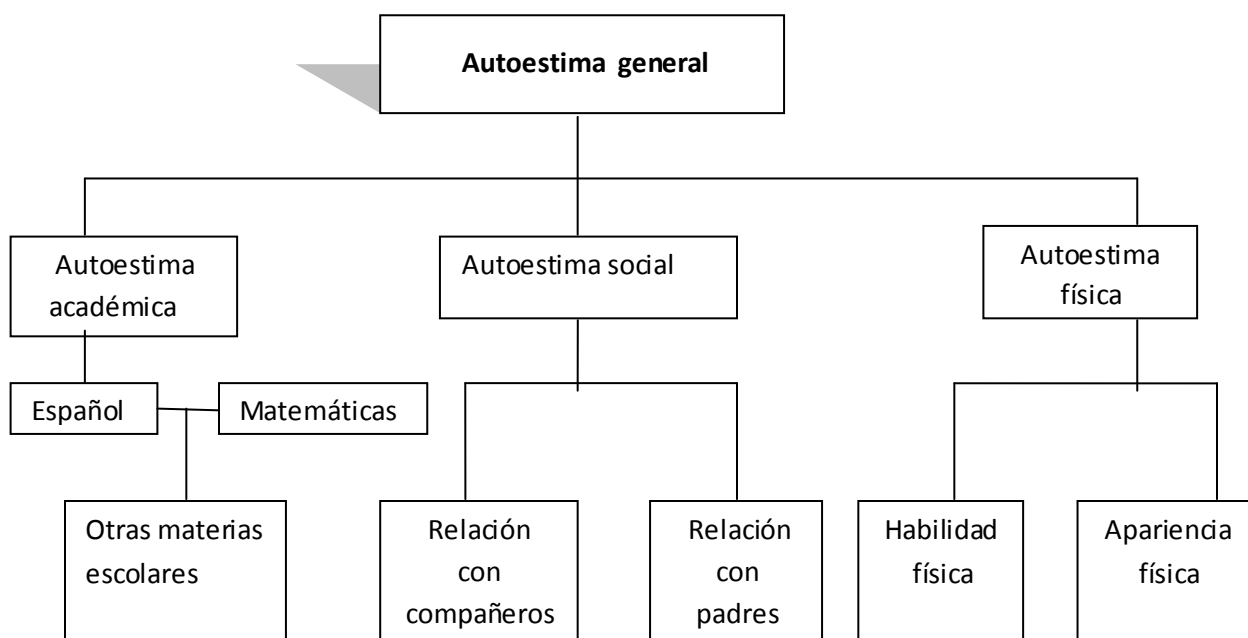 Autoestima general
Autoestima
académica
Autoestima social
Autoestima
física
Español
Matemáticas
Otras materias
escolares
Relación
con
compañeros
Relación
con
padres
Habilidad
física
Apariencia
física